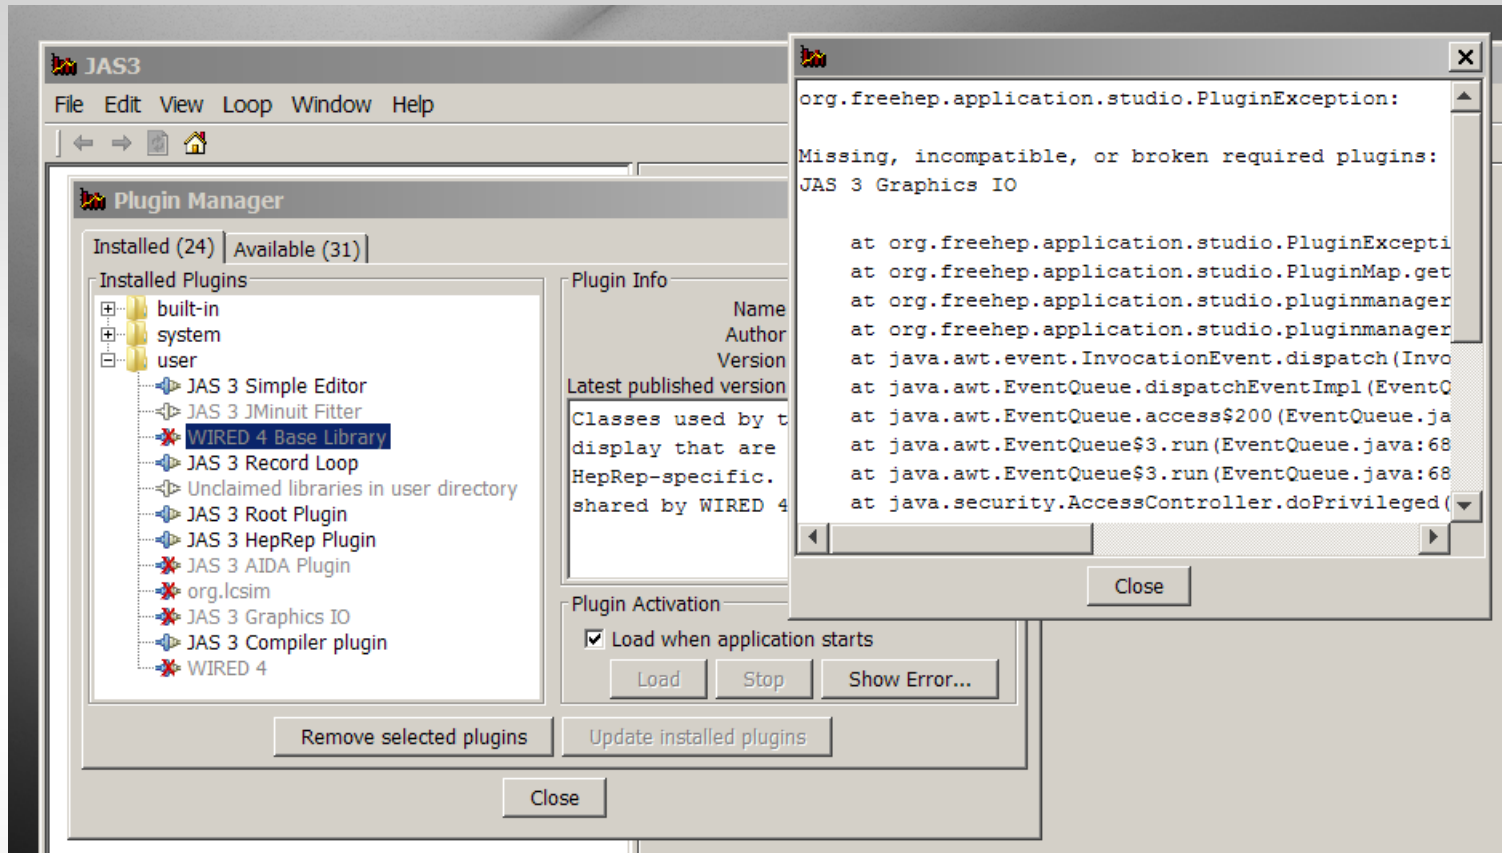 JAS3
File Edit View Loop Window Help
Plugin Manager
Installed (24) Available (31)
Installed Plugins
built-in
system
user
JAS 3 Simple Editor
JAS 3 JMinuit Fitter
WIRED 4 Base Library
JAS 3 Record Loop
Unclaimed libraries in user directory
JAS 3 Root Plugin
JAS 3 HepRep Plugin
JAS 3 AIDA Plugin
org.lcsim
JAS 3 Graphics IO
JAS 3 Compiler plugin
WIRED 4
Plugin Info
Name
Author
Version
Latest published version
Classes used by t
display that are
HepRep-specific.
shared by WIRED 4
Plugin Activation
Load when application starts
Load Stop Show Error...
Remove selected plugins Update installed plugins
Close
org.freehep.application.studio.PluginException:
Missing, incompatible, or broken required plugins:
JAS 3 Graphics IO
at org.freehep.application.studio.PluginExcepti
at org.freehep.application.studio.PluginMap.get
at org.freehep.application.studio.pluginmanager
at org.freehep.application.studio.pluginmanager
at java.awt.event.InvocationEvent.dispatch(Invo
at java.awt.EventQueue.dispatchEventImpl(EventQ
at java.awt.EventQueue.access$200(EventQueue.ja
at java.awt.EventQueue$3.run(EventQueue.java:68
at java.awt.EventQueue$3.run(EventQueue.java:68
at java.security.AccessController.doPrivileged(
Close